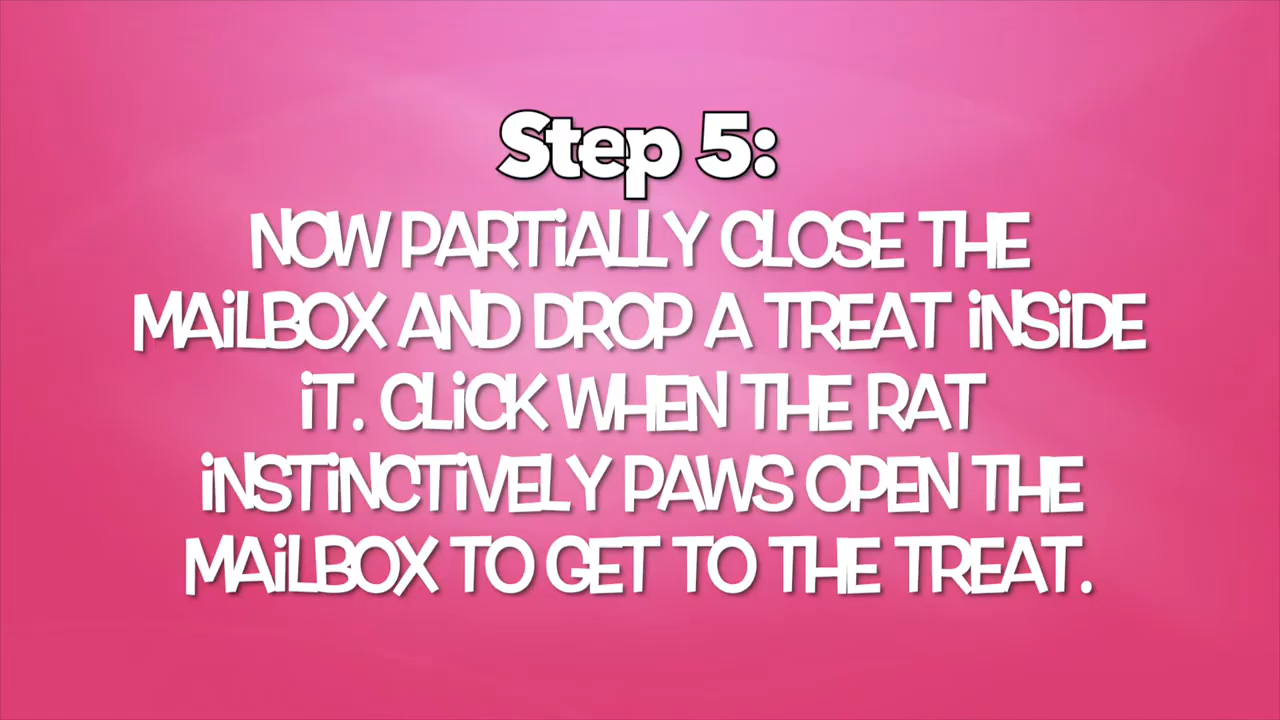 Step 5:
NOW PARTiALLY CLOSE THE
MAiLBOX AND DROP A TREAT iNSiDE
iT. CLiCK WHEN THE RAT
iNSTiNCTiVELY PAWS OPEN THE
MAiLBOX TO GET TO THE TREAT.